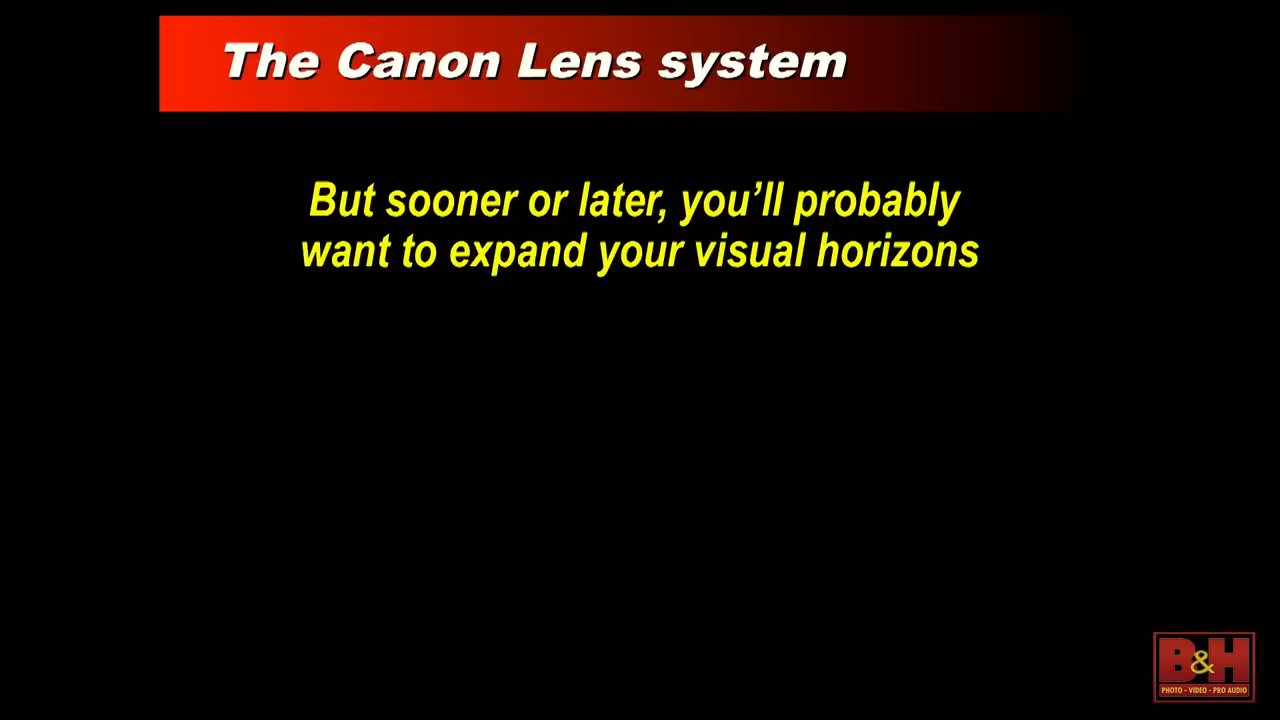 The Canon Lens system
But sooner or later, you’ll probably
want to expand your visual horizons
B&H
PHOTO - VIDEO - PRO AUDIO